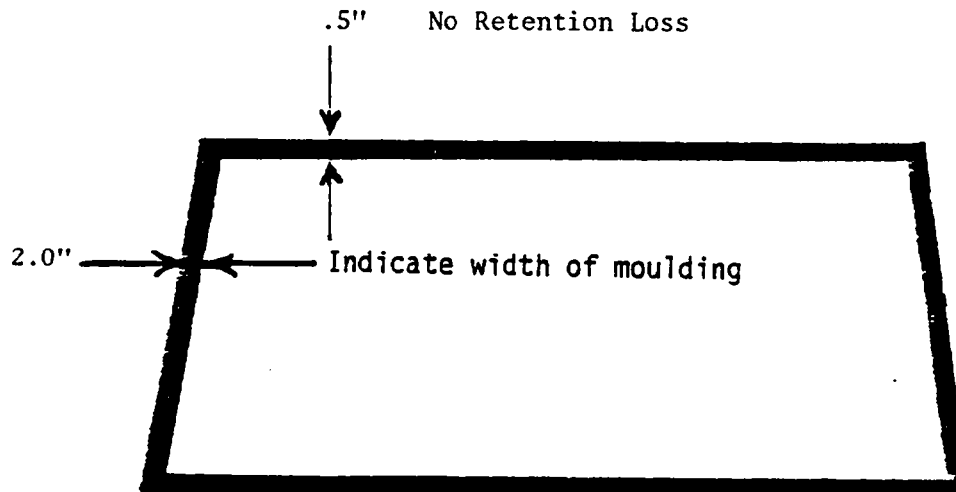 .5" No Retention Loss
2.0"
Indicate width of moulding